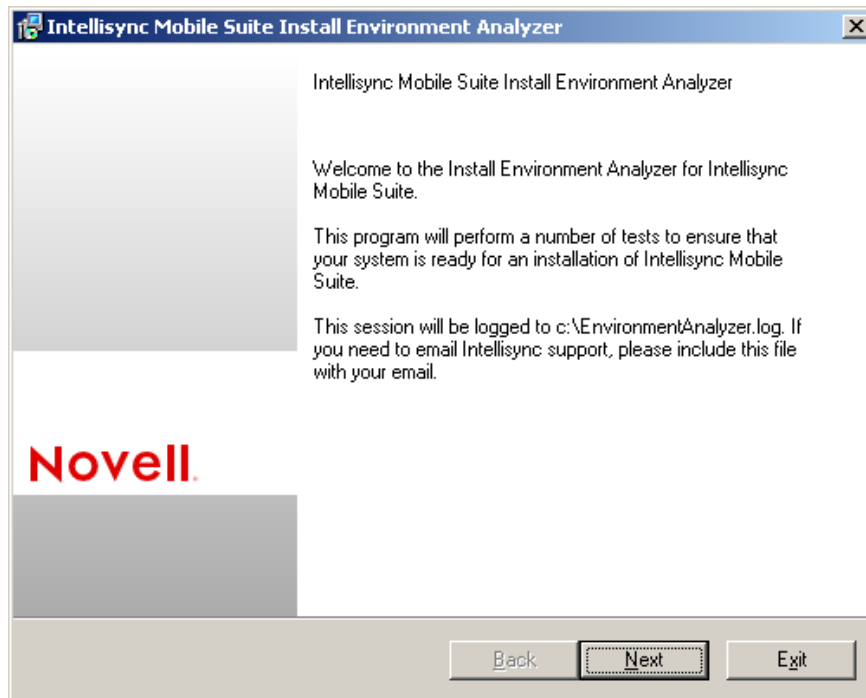 Intellisync Mobile Suite Install Environment Analyzer
Intellisync Mobile Suite Install Environment Analyzer
Welcome to the Install Environment Analyzer for Intellisync
Mobile Suite.
This program will perform a number of tests to ensure that
your system is ready for an installation of Intellisync Mobile
Suite.
This session will be logged to c:\EnvironmentAnalyzer.log. If
you need to email Intellisync support, please include this file
with your email.
Novell.
Back Next Exit